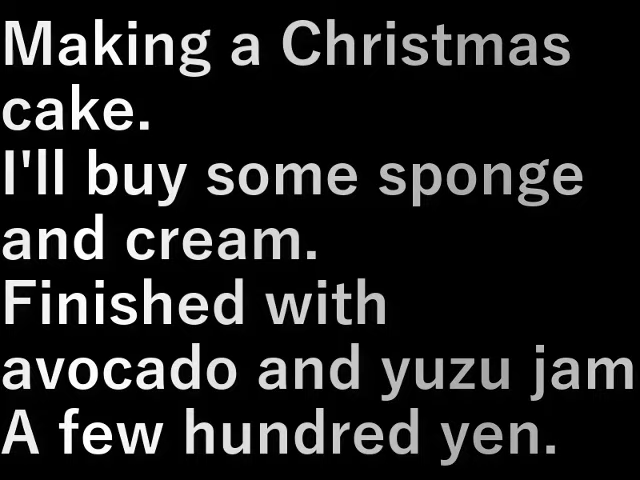 Making a Christmas
cake.
I'll buy some sponge
and cream.
Finished with
avocado and yuzu jam
A few hundred yen.